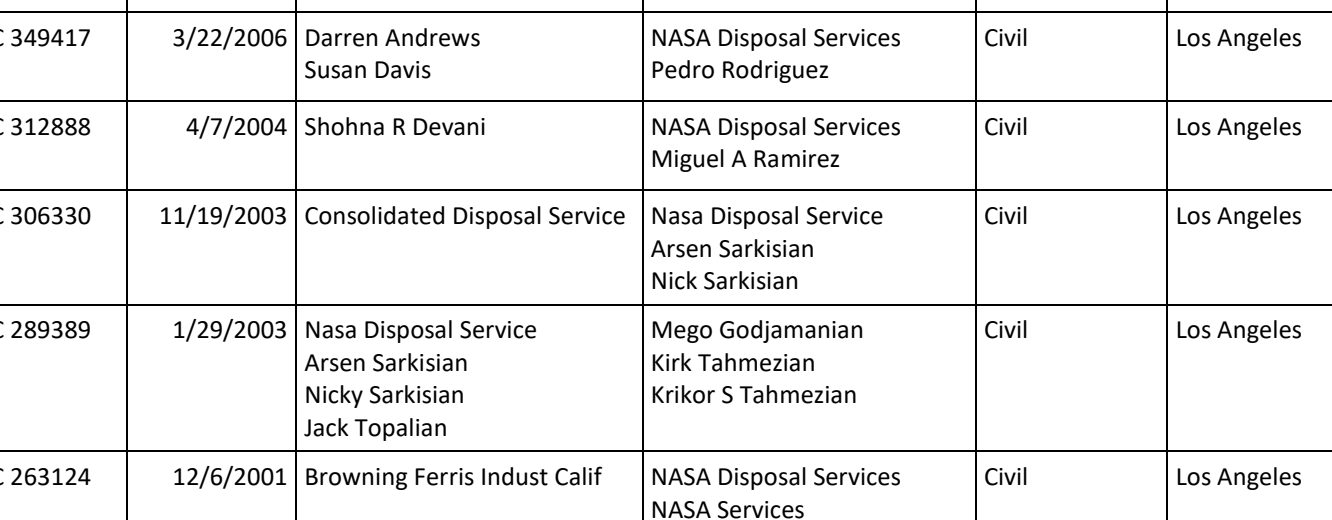 C 349417 3/22/2006 Darren Andrews NASA Disposal Services Civil Los Angeles
Susan Davis Pedro Rodriguez
C 312888 4/7/2004 Shohna R Devani NASA Disposal Services Civil Los Angeles
Miguel A Ramirez
C 306330 11/19/2003 Consolidated Disposal Service Nasa Disposal Service Civil Los Angeles
Arsen Sarkisian
Nick Sarkisian
C 289389 1/29/2003 Nasa Disposal Service Mego Godjamanian Civil Los Angeles
Arsen Sarkisian Kirk Tahmezian
Nicky Sarkisian Krikor S Tahmezian
Jack Topalian
C 263124 12/6/2001 Browning Ferris Indust Calif NASA Disposal Services Civil Los Angeles
NASA Services